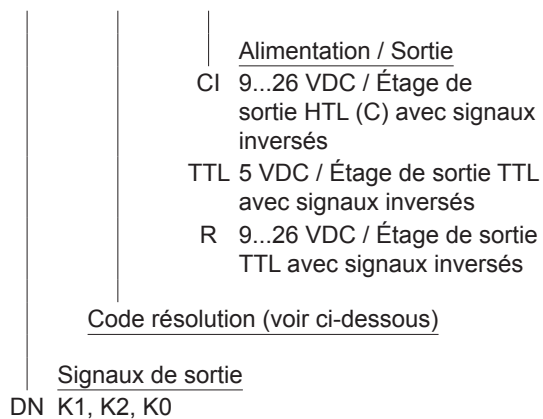 Alimentation / Sortie
CI 9...26 VDC / Étage de
sortie HTL (C) avec signaux
inversés
TTL 5 VDC / Étage de sortie TTL
avec signaux inversés
R 9...26 VDC / Étage de sortie
TTL avec signaux inversés
Code résolution (voir ci-dessous)
Signaux de sortie
DN K1, K2, K0